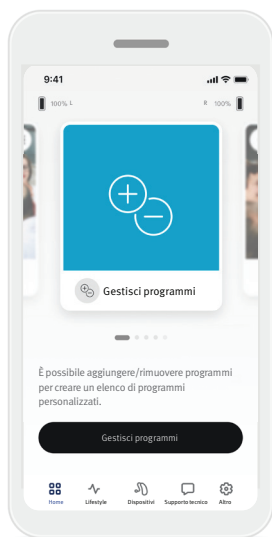 9:41
100% L R 100%
Gestisci programmi
È possibile aggiungere/rimuovere programmi
per creare un elenco di programmi
personalizzati.
Gestisci programmi
Home Lifestyle Dispositivi Supporto tecnico Altro